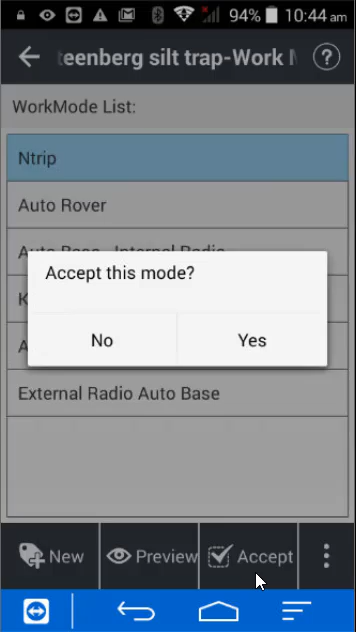 94% 10:44 am
teenberg silt trap-Work M
?
WorkMode List:
Ntrip
Auto Rover
Auto Base - Internal Radio
Accept this mode?
K
No
Yes
A
External Radio Auto Base
New
Preview
Accept